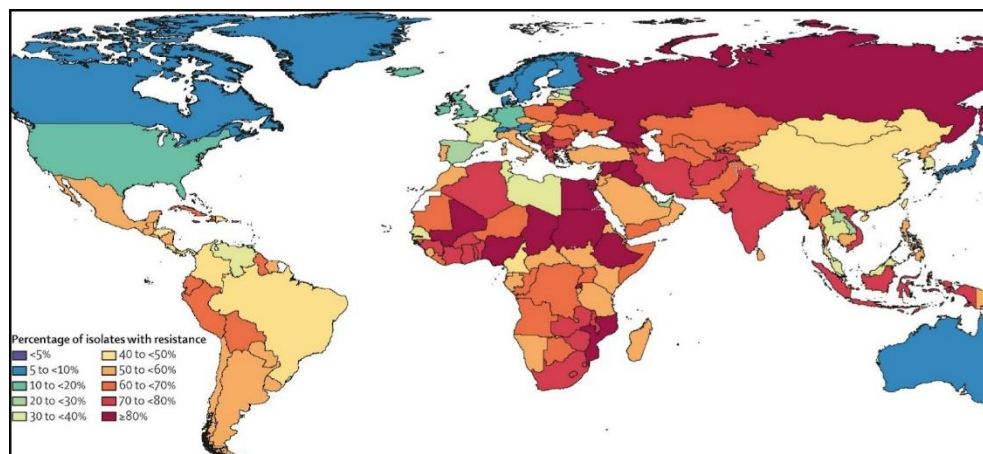 Percentage of isolates with resistance
<5%
5 to <10%
10 to <20%
20 to <30%
30 to <40%
40 to <50%
50 to <60%
60 to <70%
70 to <80%
≥80%